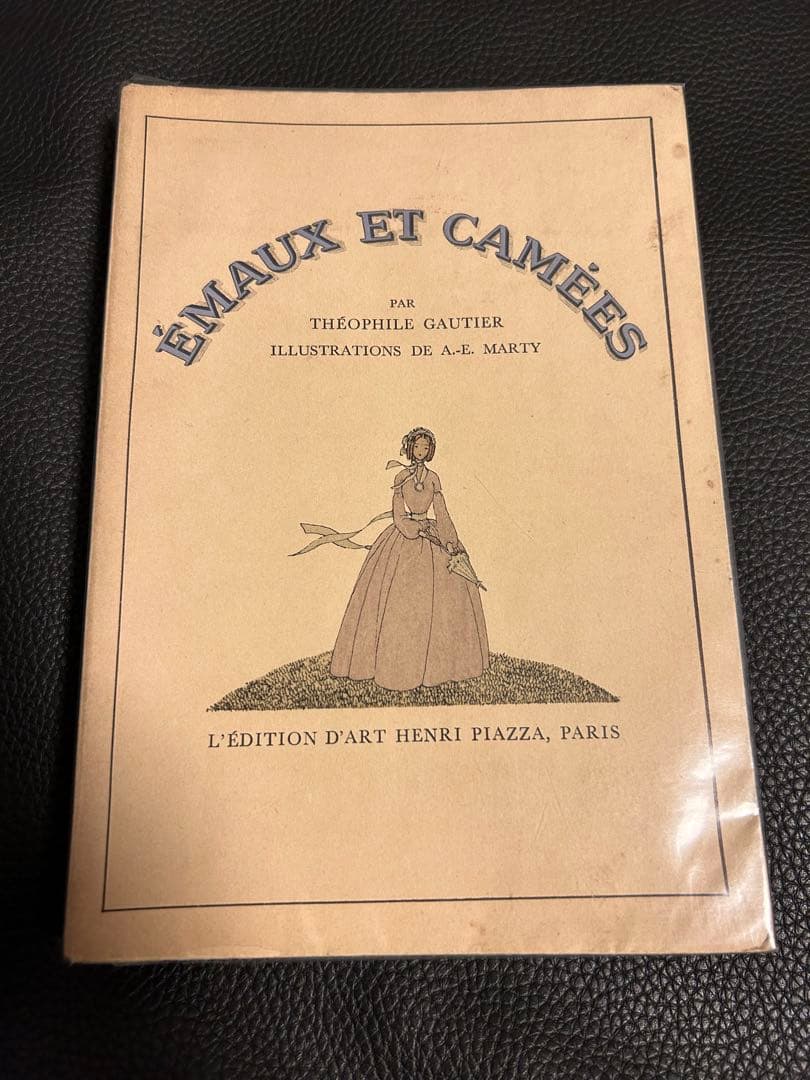 ÉMAUX ET CAMÉES
PAR
THÉOPHILE GAUTIER
ILLUSTRATIONS DE A.-E. MARTY
L'ÉDITION D'ART HENRI PIAZZA, PARIS